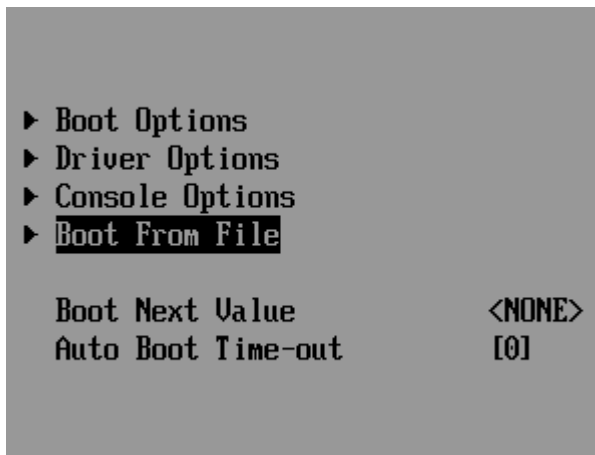 Boot Options
Driver Options
Console Options
Boot From File
Boot Next Value <NONE>
Auto Boot Time-out [0]